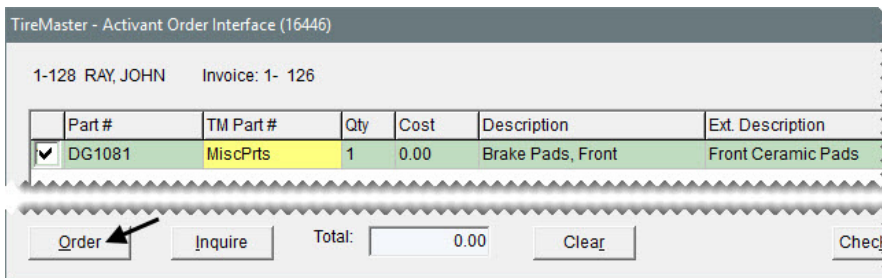 TireMaster - Activant Order Interface (16446)
1-128 RAY, JOHN Invoice: 1- 126
Part # TM Part # Qty Cost Description Ext. Description
DG1081 MiscPrts 1 0.00 Brake Pads, Front Front Ceramic Pads
Order Inquire Total: 0.00 Clear